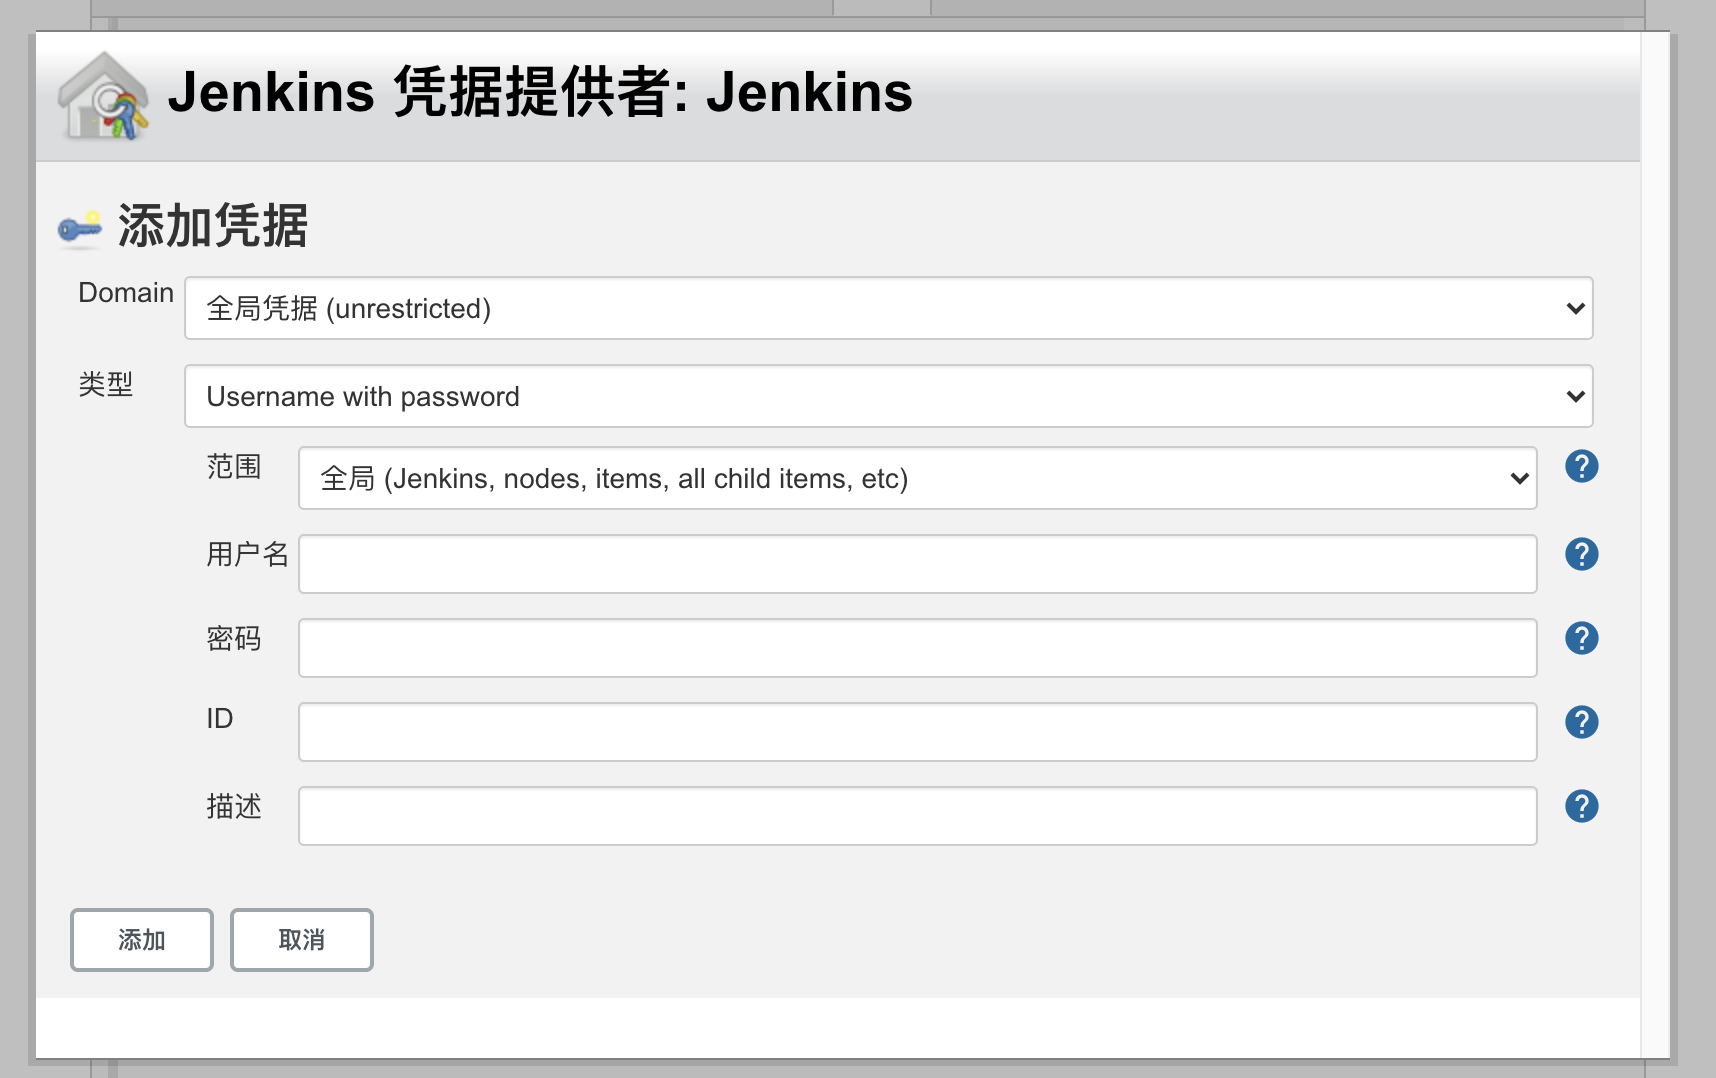 Jenkins 凭据提供者: Jenkins
添加凭据
Domain
全局凭据 (unrestricted)
类型
Username with password
范围
全局 (Jenkins, nodes, items, all child items, etc)
用户名
密码
ID
描述
添加 取消